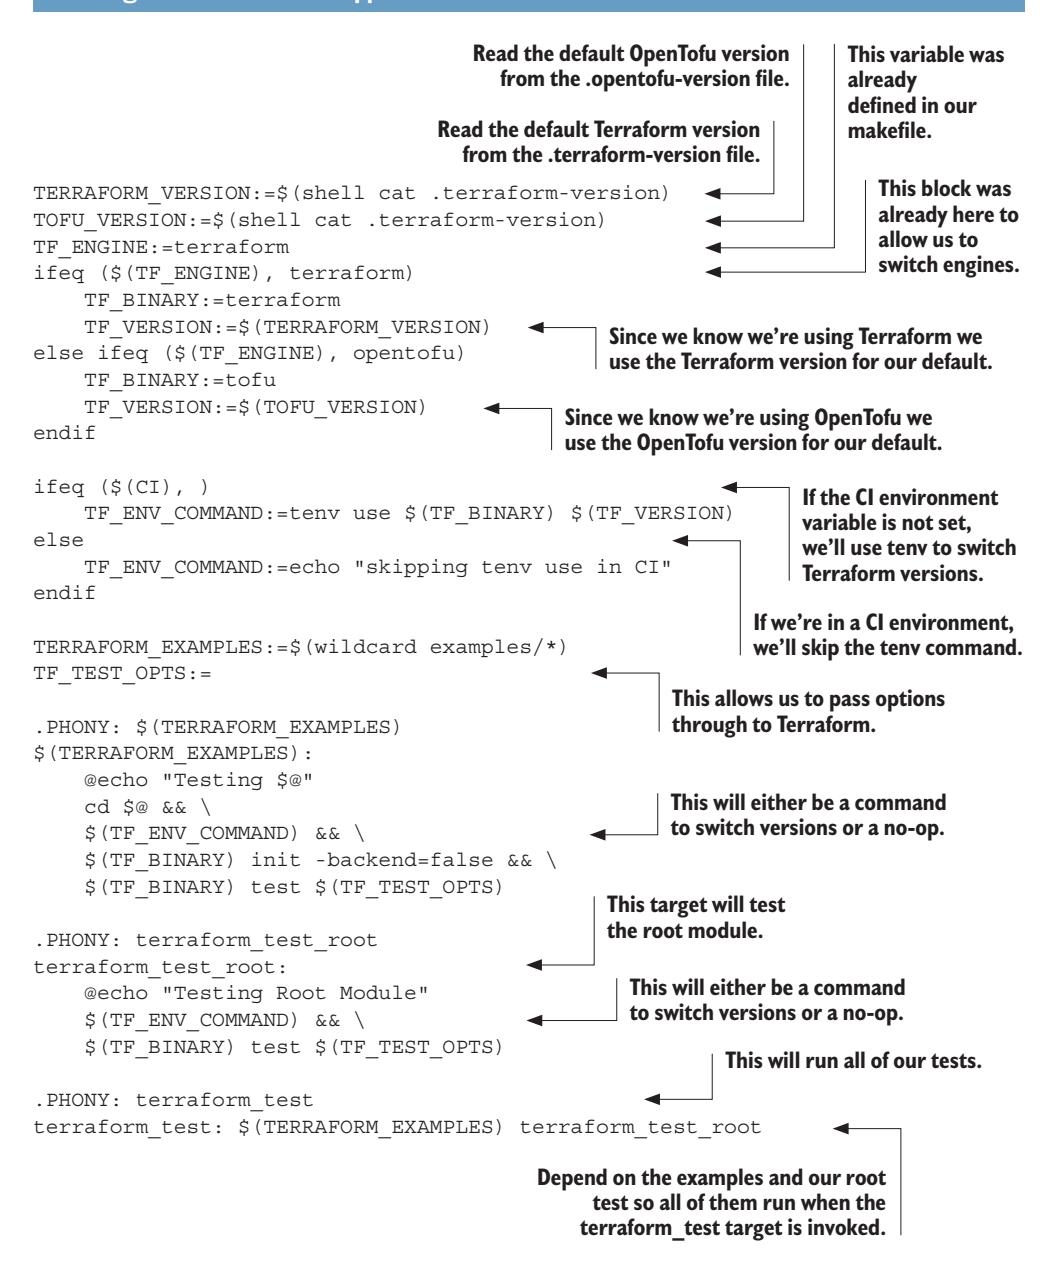 Read the default OpenTofu version
from the .opentofu-version file.
This variable was
already
defined in our
makefile.
Read the default Terraform version
from the .terraform-version file.
This block was
already here to
allow us to
switch engines.
TERRAFORM_VERSION:=$(shell cat .terraform-version)
TOFU_VERSION:=$(shell cat .terraform-version)
TF_ENGINE:=terraform
ifeq ($(TF_ENGINE), terraform)
    TF_BINARY:=terraform
    TF_VERSION:=$(TERRAFORM_VERSION)
Since we know we're using Terraform we
use the Terraform version for our default.
else ifeq ($(TF_ENGINE), opentofu)
    TF_BINARY:=tofu
    TF_VERSION:=$(TOFU_VERSION)
Since we know we're using OpenTofu we
use the OpenTofu version for our default.
endif
ifeq ($(CI), )
    TF_ENV_COMMAND:=tenv use $(TF_BINARY) $(TF_VERSION)
If the CI environment
variable is not set,
we'll use tenv to switch
Terraform versions.
else
    TF_ENV_COMMAND:=echo "skipping tenv use in CI"
endif
If we're in a CI environment,
we'll skip the tenv command.
TERRAFORM_EXAMPLES:=$(wildcard examples/*)
TF_TEST_OPTS:=
This allows us to pass options
through to Terraform.
.PHONY: $(TERRAFORM_EXAMPLES)
$(TERRAFORM_EXAMPLES):
    @echo "Testing $@"
    cd $@ && \
    $(TF_ENV_COMMAND) && \
This will either be a command
to switch versions or a no-op.
    $(TF_BINARY) init -backend=false && \
    $(TF_BINARY) test $(TF_TEST_OPTS)
This target will test
the root module.
.PHONY: terraform_test_root
terraform_test_root:
    @echo "Testing Root Module"
    $(TF_ENV_COMMAND) && \
This will either be a command
to switch versions or a no-op.
    $(TF_BINARY) test $(TF_TEST_OPTS)
This will run all of our tests.
.PHONY: terraform_test
terraform_test: $(TERRAFORM_EXAMPLES) terraform_test_root
Depend on the examples and our root
test so all of them run when the
terraform_test target is invoked.